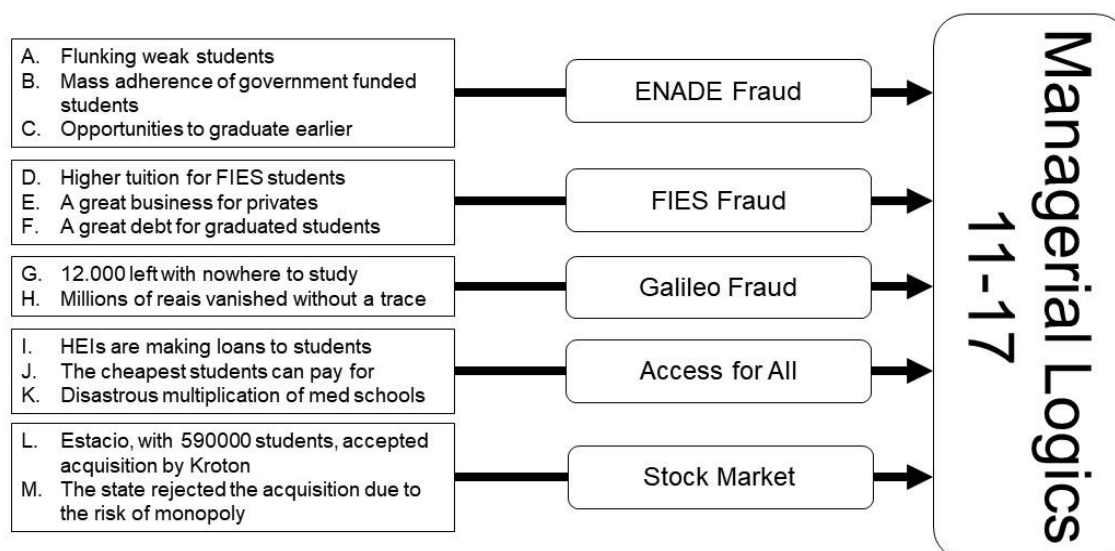 A. Flunking weak students
B. Mass adherence of government funded
students
C. Opportunities to graduate earlier
ENADE Fraud
D. Higher tuition for FIES students
E. A great business for privates
F. A great debt for graduated students
FIES Fraud
G. 12.000 left with nowhere to study
H. Millions of reais vanished without a trace
Galileo Fraud
I. HEIs are making loans to students
J. The cheapest students can pay for
K. Disastrous multiplication of med schools
Access for All
L. Estacio, with 590000 students, accepted
acquisition by Kroton
M. The state rejected the acquisition due to
the risk of monopoly
Stock Market
Managerial Logics
11-17